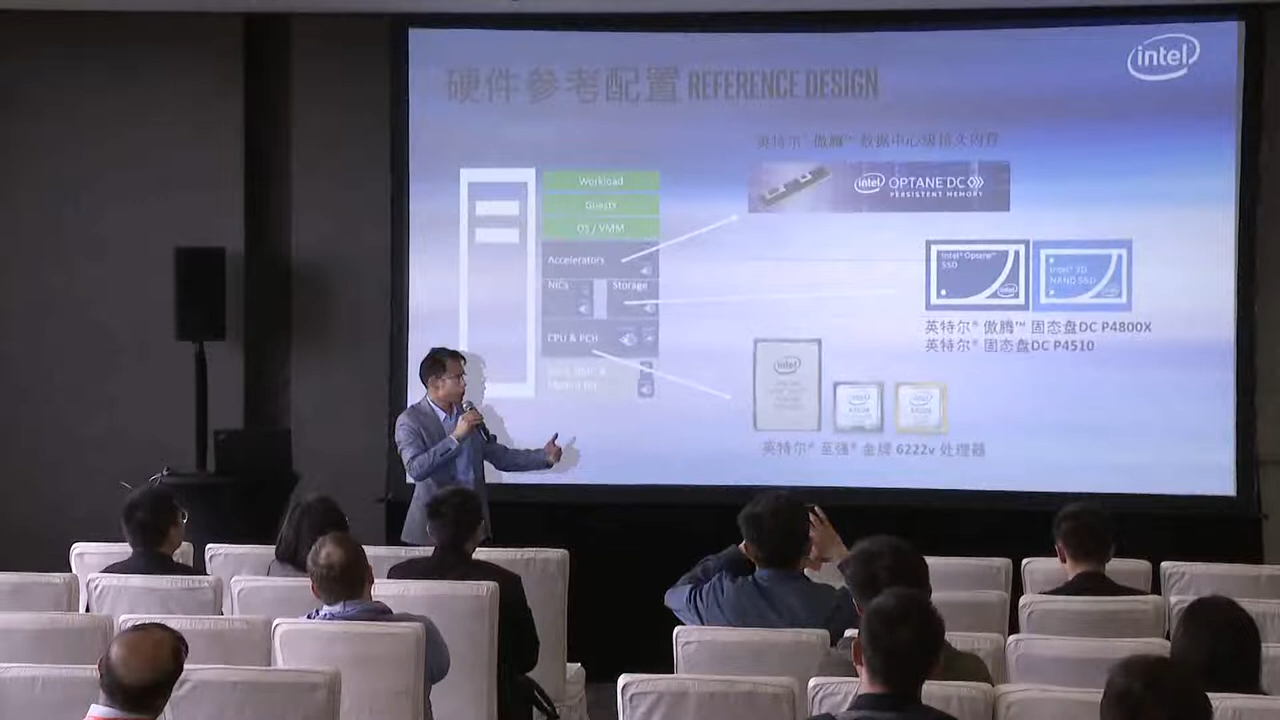 intel
硬件参考配置 REFERENCE DESIGN
英特尔® 傲腾™ 数据中心级持久内存
intel OPTANE DC
PERSISTENT MEMORY
Workload
Guests
OS / VMM
Accelerators
NICs
Storage
CPU & PCH
Intel® Optane™
SSD
intel
Intel® 3D
NAND SSD
英特尔® 傲腾™ 固态盘DC P4800X
英特尔® 固态盘DC P4510
intel
intel
intel
英特尔® 至强® 金牌 6222v 处理器